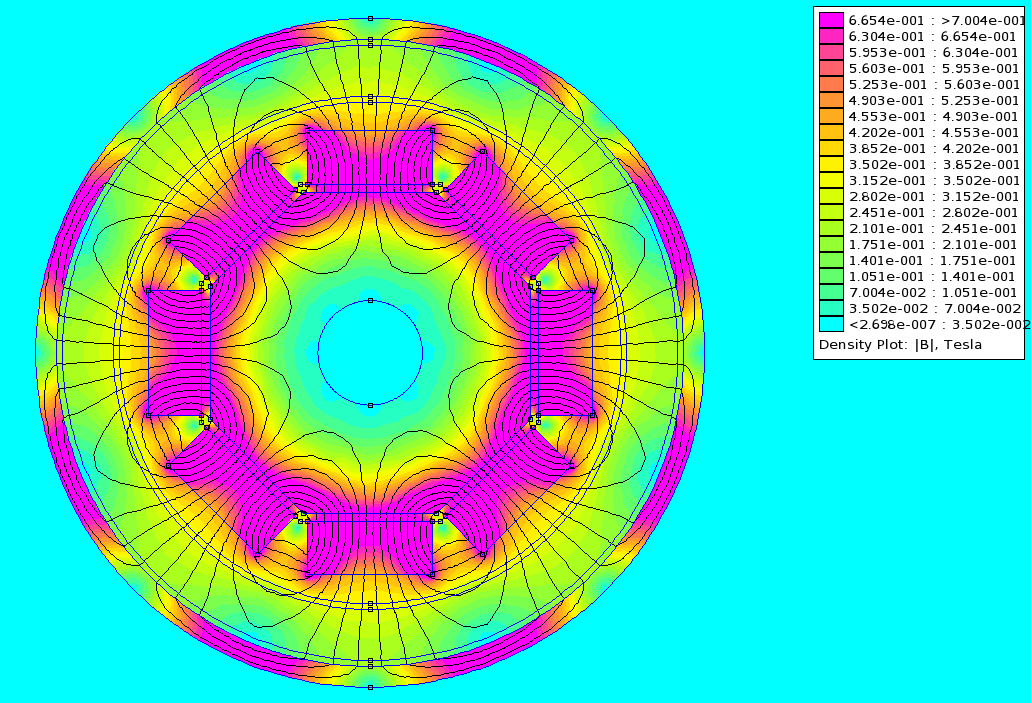 6.654e-001 : >7.004e-001
6.304e-001 : 6.654e-001
5.953e-001 : 6.304e-001
5.603e-001 : 5.953e-001
5.253e-001 : 5.603e-001
4.903e-001 : 5.253e-001
4.553e-001 : 4.903e-001
4.202e-001 : 4.553e-001
3.852e-001 : 4.202e-001
3.502e-001 : 3.852e-001
3.152e-001 : 3.502e-001
2.802e-001 : 3.152e-001
2.451e-001 : 2.802e-001
2.101e-001 : 2.451e-001
1.751e-001 : 2.101e-001
1.401e-001 : 1.751e-001
1.051e-001 : 1.401e-001
7.004e-002 : 1.051e-001
3.502e-002 : 7.004e-002
<2.698e-007 : 3.502e-002
Density Plot: |B|, Tesla